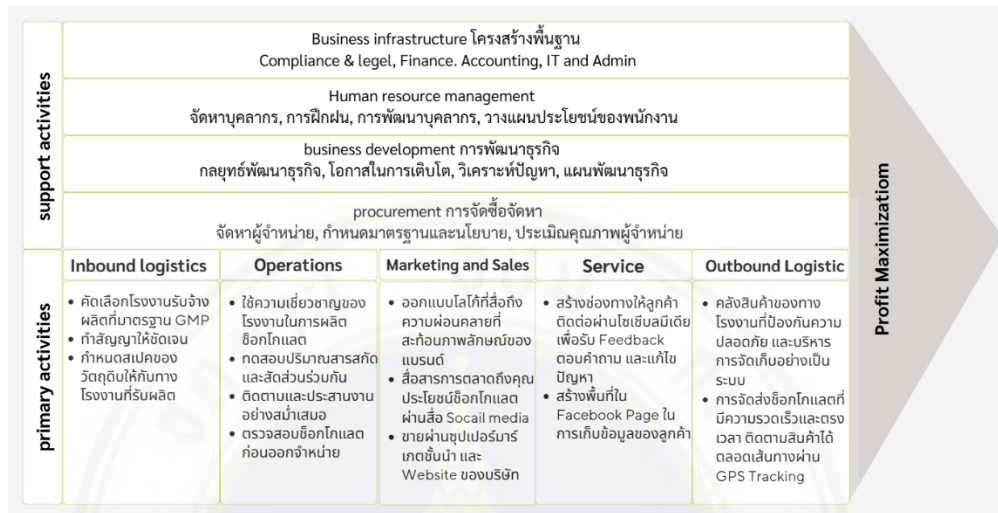 support activities
Business infrastructure โครงสร้างพื้นฐาน
Compliance & legel, Finance. Accounting, IT and Admin
Human resource management
จัดหาบุคลากร, การฝึกฝน, การพัฒนาบุคลากร, วางแผนประโยชน์ของพนักงาน
business development การพัฒนาธุรกิจ
กลยุทธ์พัฒนาธุรกิจ, โอกาสในการเติบโต, วิเคราะห์ปัญหา, แผนพัฒนาธุรกิจ
procurement การจัดซื้อจัดหา
จัดหาผู้จำหน่าย, กำหนดมาตรฐานและนโยบาย, ประเมิณคุณภาพผู้จำหน่าย
primary activities
Inbound logistics
• คัดเลือกโรงงานรับจ้าง
ผลิตที่มาตรฐาน GMP
• ทำสัญญาให้ชัดเจน
• กำหนดสเปคของ
วัตถุดิบให้กับทาง
โรงงานที่รับผลิต
Operations
• ใช้ความเชี่ยวชาญของ
โรงงานในการผลิต
ช็อกโกแลต
• ทดสอบปริมาณสารสกัด
และสัดส่วนร่วมกัน
• ติดตามและประสานงาน
อย่างสม่ำเสมอ
• ตรวจสอบช็อกโกแลต
ก่อนออกจำหน่าย
Marketing and Sales
• ออกแบบโลโก้ที่สื่อถึง
ความผ่อนคลายที่
สะท้อนภาพลักษณ์ของ
แบรนด์
• สื่อสารการตลาดถึงคุณ
ประโยชน์ช็อกโกแลต
ผ่านสื่อ Socail media
• ขายผ่านซุปเปอร์มาร์
เกตชั้นนำ และ
Website ของบริษัท
Service
• สร้างช่องทางให้ลูกค้า
ติดต่อผ่านโซเชียลมีเดีย
เพื่อรับ Feedback
ตอบคำถาม และแก้ไข
ปัญหา
• สร้างพื้นที่ใน
Facebook Page ใน
การเก็บข้อมูลของลูกค้า
Outbound Logistic
• คลังสินค้าของทาง
โรงงานที่ป้องกันความ
ปลอดภัย และบริหาร
การจัดเก็บอย่างเป็น
ระบบ
• การจัดส่งช็อกโกแลตที่
มีความรวดเร็วและตรง
เวลา ติดตามสินค้าได้
ตลอดเส้นทางผ่าน
GPS Tracking
Profit Maximizatiom